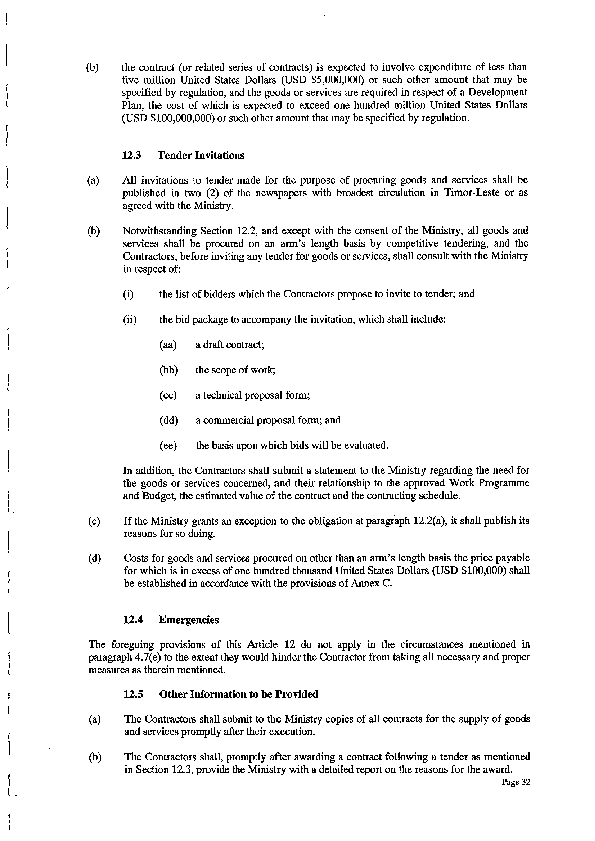 (b) the contract (or related series of contracts) is expected to involve expenditure of less than
five million United States Dollars (USD $5,000,000) or such other amount that may be
specified by regulation, and the goods or services are required in respect of a Development
Plan, the cost of which is expected to exceed one hundred million United States Dollars
(USD $100,000,000) or such other amount that may be specified by regulation.
12.3 Tender Invitations
(a) All invitations to tender made for the purpose of procuring goods and services shall be
published in two (2) of the newspapers with broadest circulation in Timor-Leste or as
agreed with the Ministry.
(b) Notwithstanding Section 12.2, and except with the consent of the Ministry, all goods and
services shall be procured on an arm's length basis by competitive tendering, and the
Contractors, before inviting any tender for goods or services, shall consult with the Ministry
in respect of:
(i) the list of bidders which the Contractors propose to invite to tender; and
(ii) the bid package to accompany the invitation, which shall include:
(aa) a draft contract;
(bb) the scope of work;
(cc) a technical proposal form;
(dd) a commercial proposal form; and
(ee) the basis upon which bids will be evaluated.
In addition, the Contractors shall submit a statement to the Ministry regarding the need for
the goods or services concerned, and their relationship to the approved Work Programme
and Budget, the estimated value of the contract and the contracting schedule.
(c) If the Ministry grants an exception to the obligation at paragraph 12.2(a), it shall publish its
reasons for so doing.
(d) Costs for goods and services procured on other than an arm's length basis the price payable
for which is in excess of one hundred thousand United States Dollars (USD $100,000) shall
be established in accordance with the provisions of Annex C.
12.4 Emergencies
The foregoing provisions of this Article 12 do not apply in the circumstances mentioned in
paragraph 4.7(e) to the extent they would hinder the Contractor from taking all necessary and proper
measures as therein mentioned.
12.5 Other Information to be Provided
(a) The Contractors shall submit to the Ministry copies of all contracts for the supply of goods
and services promptly after their execution.
(b) The Contractors shall, promptly after awarding a contract following a tender as mentioned
in Section 12.3, provide the Ministry with a detailed report on the reasons for the award.
Page 32